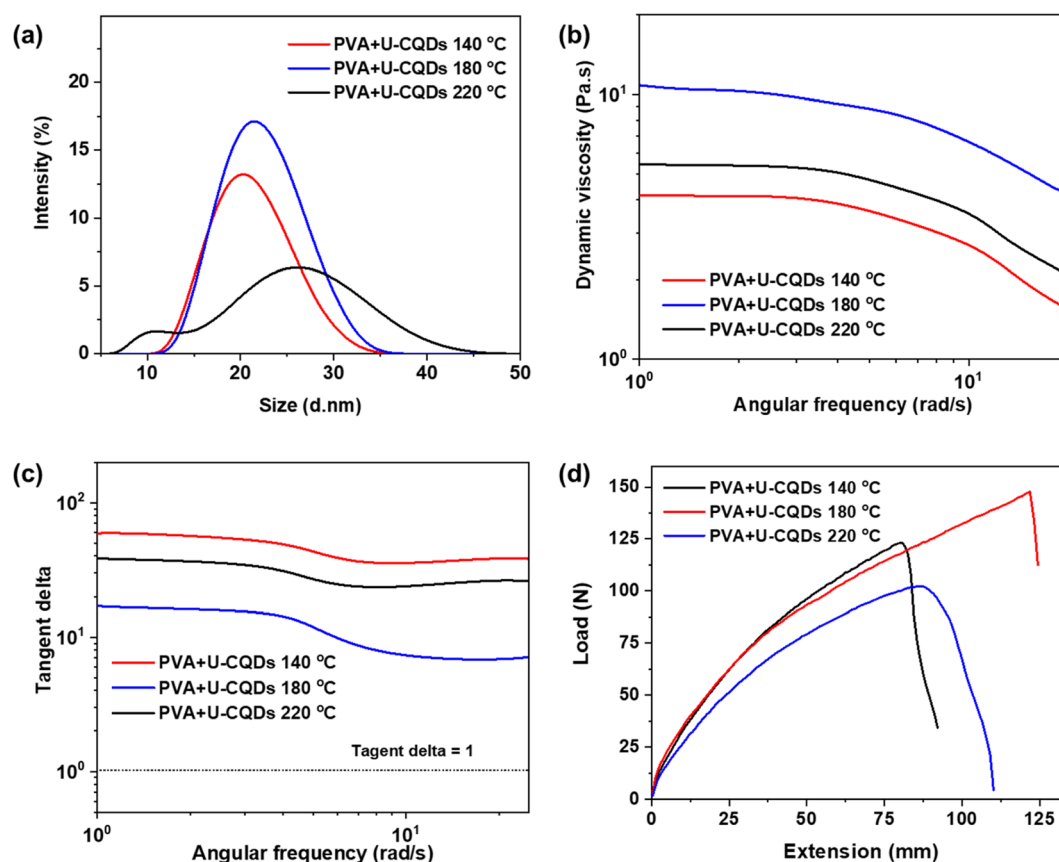 (a)
PVA+U-CQDs 140 °C
PVA+U-CQDs 180 °C
PVA+U-CQDs 220 °C
Intensity (%)
20
15
10
5
0
10
20
30
40
50
Size (d.nm)
(b)
Dynamic viscosity (Pa.s)
10¹
10⁰
PVA+U-CQDs 140 °C
PVA+U-CQDs 180 °C
PVA+U-CQDs 220 °C
10⁰
10¹
Angular frequency (rad/s)
(c)
Tangent delta
10²
10¹
10⁰
PVA+U-CQDs 140 °C
PVA+U-CQDs 180 °C
PVA+U-CQDs 220 °C
Tagent delta = 1
10⁰
10¹
Angular frequency (rad/s)
(d)
PVA+U-CQDs 140 °C
PVA+U-CQDs 180 °C
PVA+U-CQDs 220 °C
Load (N)
150
125
100
75
50
25
0
0
25
50
75
100
125
Extension (mm)